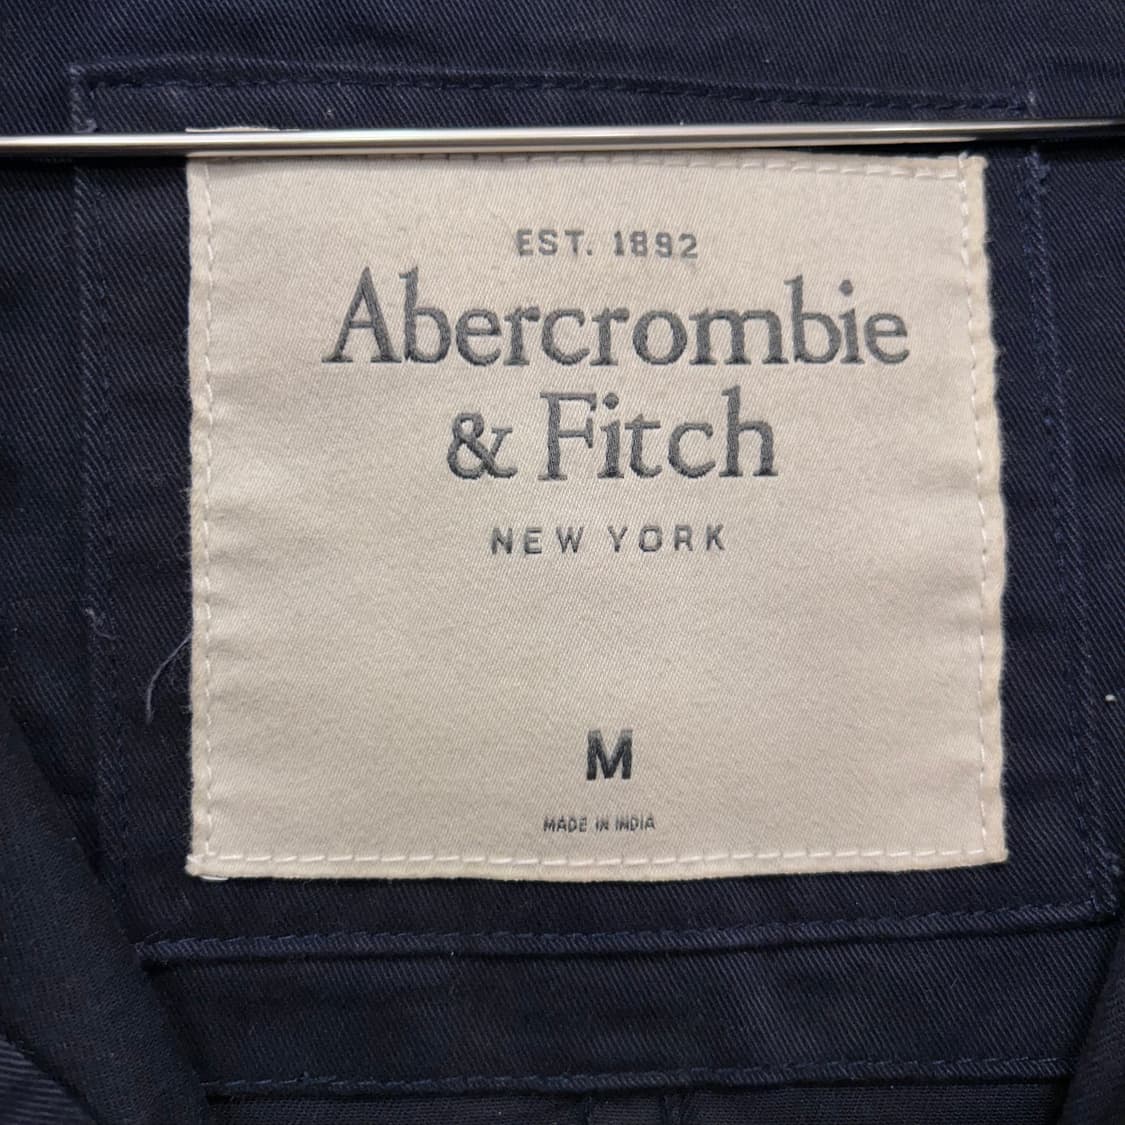 EST. 1892
Abercrombie
& Fitch
NEW YORK
M
MADE IN INDIA